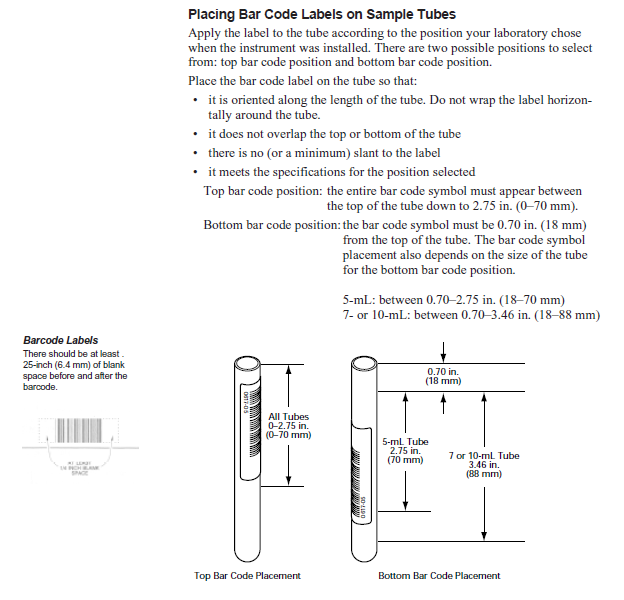 Placing Bar Code Labels on Sample Tubes
Apply the label to the tube according to the position your laboratory chose
when the instrument was installed. There are two possible positions to select
from: top bar code position and bottom bar code position.
Place the bar code label on the tube so that:
• it is oriented along the length of the tube. Do not wrap the label horizon-
tally around the tube.
• it does not overlap the top or bottom of the tube
• there is no (or a minimum) slant to the label
• it meets the specifications for the position selected
Top bar code position: the entire bar code symbol must appear between
the top of the tube down to 2.75 in. (0–70 mm).
Bottom bar code position: the bar code symbol must be 0.70 in. (18 mm)
from the top of the tube. The bar code symbol
placement also depends on the size of the tube
for the bottom bar code position.
5-mL: between 0.70–2.75 in. (18–70 mm)
7- or 10-mL: between 0.70–3.46 in. (18–88 mm)
Barcode Labels
There should be at least .
25-inch (6.4 mm) of blank
space before and after the
barcode.
AT LEAST
1/4 INCH BLANK
SPACE
All Tubes
0–2.75 in.
(0–70 mm)
Top Bar Code Placement
0.70 in.
(18 mm)
5-mL Tube
2.75 in.
(70 mm)
7 or 10-mL Tube
3.46 in.
(88 mm)
Bottom Bar Code Placement